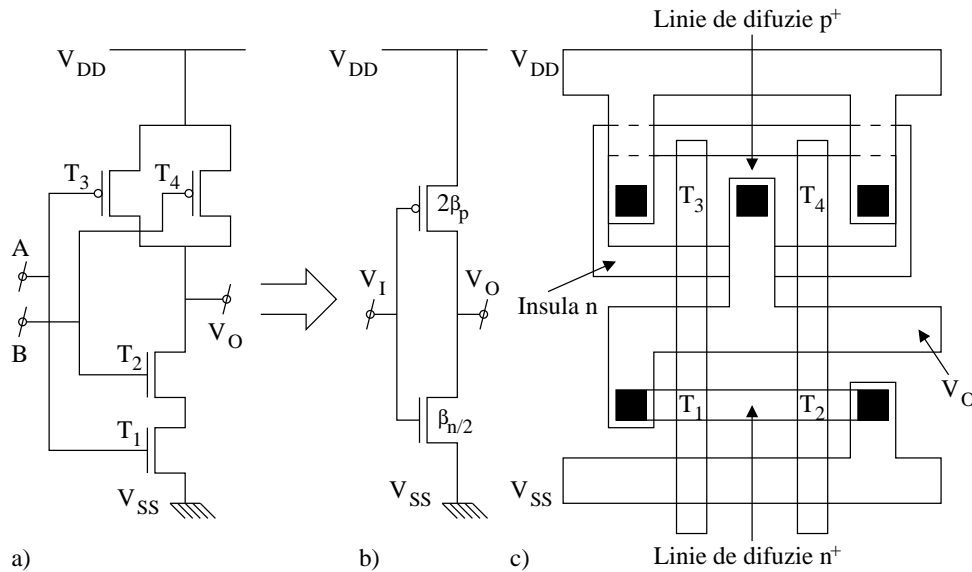 Linie de difuzie p+
VDD
VDD
VDD
T3
T4
2βp
T3
T4
A
B
VI
VO
VO
Insula n
VO
T2
T1
βn/2
T1
T2
VSS
VSS
VSS
a)
b)
c)
Linie de difuzie n+